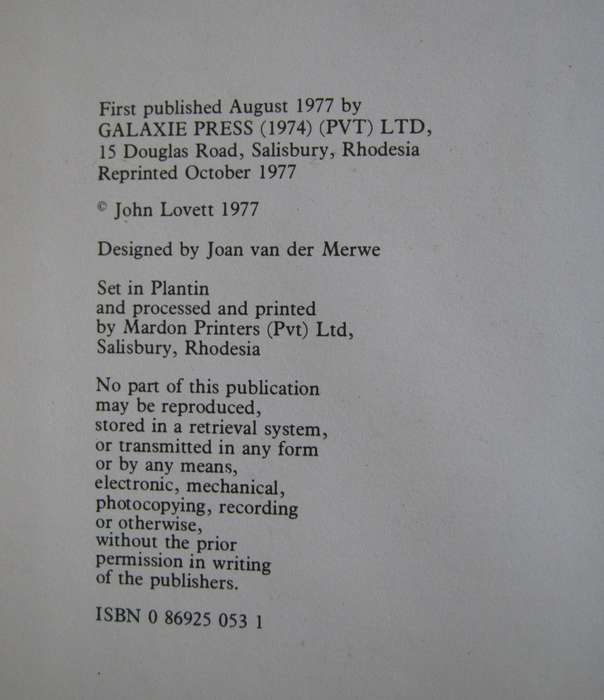 First published August 1977 by
GALAXIE PRESS (1974) (PVT) LTD,
15 Douglas Road, Salisbury, Rhodesia
Reprinted October 1977
© John Lovett 1977
Designed by Joan van der Merwe
Set in Plantin
and processed and printed
by Mardon Printers (Pvt) Ltd,
Salisbury, Rhodesia
No part of this publication
may be reproduced,
stored in a retrieval system,
or transmitted in any form
or by any means,
electronic, mechanical,
photocopying, recording
or otherwise,
without the prior
permission in writing
of the publishers.
ISBN 0 86925 053 1